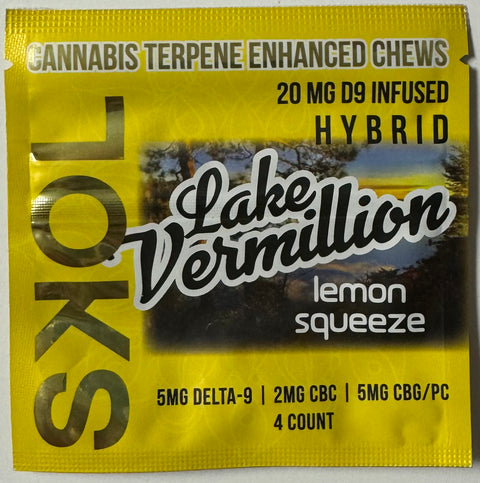 CANNABIS TERPENE ENHANCED CHEWS
20 MG D9 INFUSED
HYBRID
SKOL
Lake
Vermillion
lemon
squeeze
5MG DELTA-9 | 2MG CBC | 5MG CBG/PC
4 COUNT